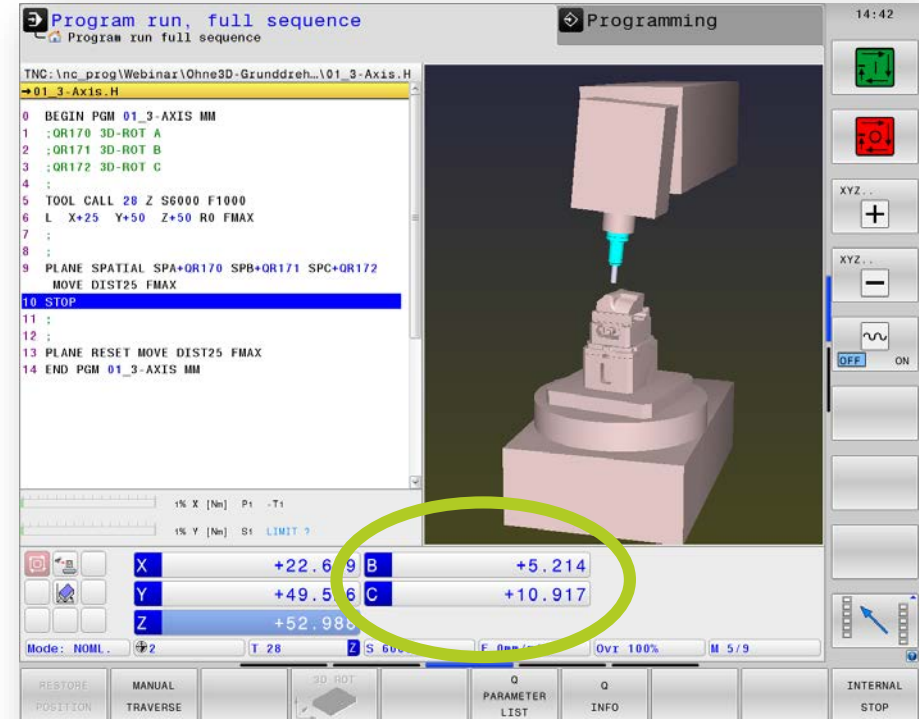 Program run, full sequence
Program run full sequence
Programming
14:42
TNC:\nc_prog\Webinar\Ohne3D-Grunddreh…\01_3-Axis.H
→01_3-Axis.H
0 BEGIN PGM 01_3-AXIS MM
1 ;QR170 3D-ROT A
2 ;QR171 3D-ROT B
3 ;QR172 3D-ROT C
4 ;
5 TOOL CALL 28 Z S6000 F1000
6 L X+25 Y+50 Z+50 R0 FMAX
7 ;
8 ;
9 PLANE SPATIAL SPA+QR170 SPB+QR171 SPC+QR172
MOVE DIST25 FMAX
10 STOP
11 ;
12 ;
13 PLANE RESET MOVE DIST25 FMAX
14 END PGM 01_3-AXIS MM
XYZ..
+
XYZ..
−
OFF ON
1% X [Nm] P1 -T1
1% Y [Nm] S1 LIMIT ?
X B +5.214
Y C +10.917
Z +52.988
Mode: NOML. 2 T 28 Z S Ovr 100% M 5/9
RESTORE POSITION
MANUAL TRAVERSE
3D ROT
Q PARAMETER LIST
Q INFO
INTERNAL STOP